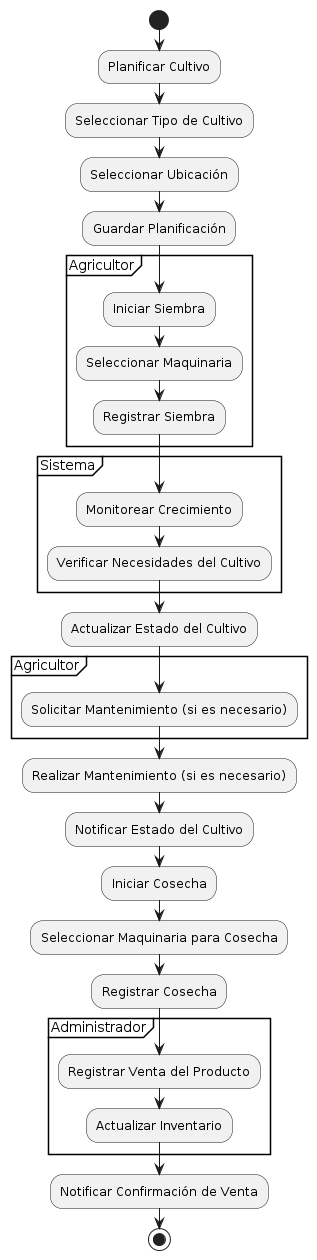 Planificar Cultivo
Seleccionar Tipo de Cultivo
Seleccionar Ubicación
Guardar Planificación
Agricultor
Iniciar Siembra
Seleccionar Maquinaria
Registrar Siembra
Sistema
Monitorear Crecimiento
Verificar Necesidades del Cultivo
Actualizar Estado del Cultivo
Agricultor
Solicitar Mantenimiento (si es necesario)
Realizar Mantenimiento (si es necesario)
Notificar Estado del Cultivo
Iniciar Cosecha
Seleccionar Maquinaria para Cosecha
Registrar Cosecha
Administrador
Registrar Venta del Producto
Actualizar Inventario
Notificar Confirmación de Venta